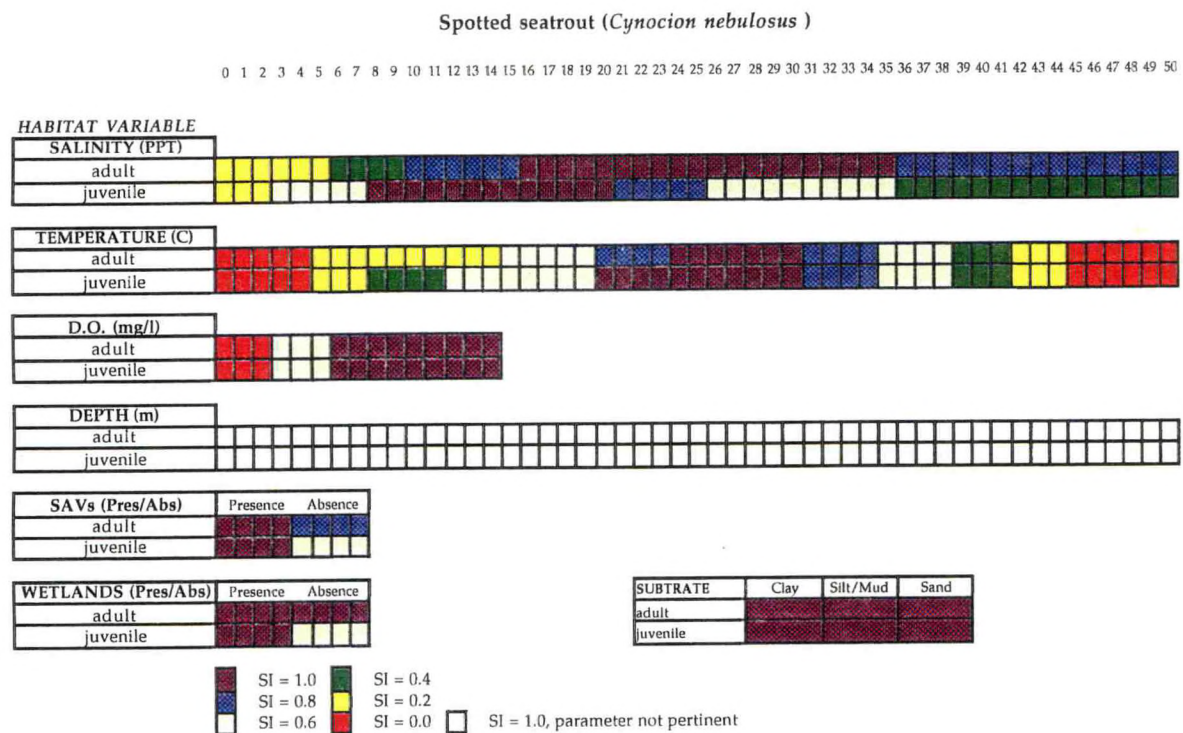 Spotted seatrout (Cynocion nebulosus )
0 1 2 3 4 5 6 7 8 9 10 11 12 13 14 15 16 17 18 19 20 21 22 23 24 25 26 27 28 29 30 31 32 33 34 35 36 37 38 39 40 41 42 43 44 45 46 47 48 49 50
HABITAT VARIABLE
SALINITY (PPT)
adult
juvenile
TEMPERATURE (C)
adult
juvenile
D.O. (mg/l)
adult
juvenile
DEPTH (m)
adult
juvenile
SAVs (Pres/Abs) Presence Absence
adult
juvenile
WETLANDS (Pres/Abs) Presence Absence
adult
juvenile
SUBTRATE Clay Silt/Mud Sand
adult
juvenile
SI = 1.0 SI = 0.4
SI = 0.8 SI = 0.2
SI = 0.6 SI = 0.0 SI = 1.0, parameter not pertinent